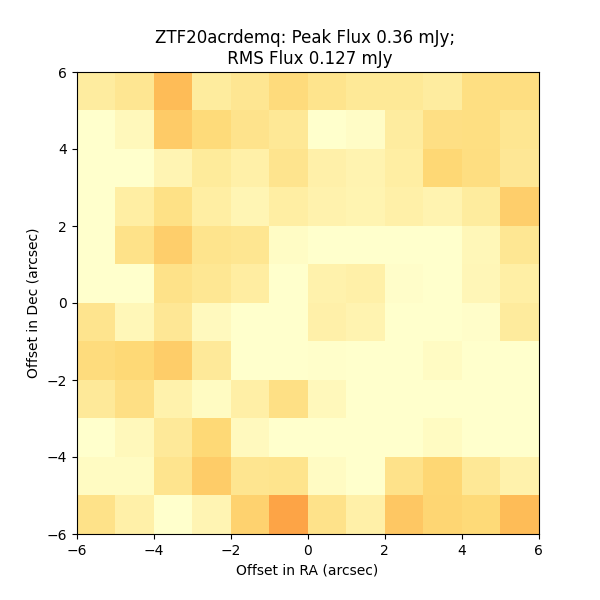 ZTF20acrdemq: Peak Flux 0.36 mJy;
RMS Flux 0.127 mJy
6
4
2
0
−2
−4
−6
Offset in Dec (arcsec)
−6 −4 −2 0 2 4 6
Offset in RA (arcsec)